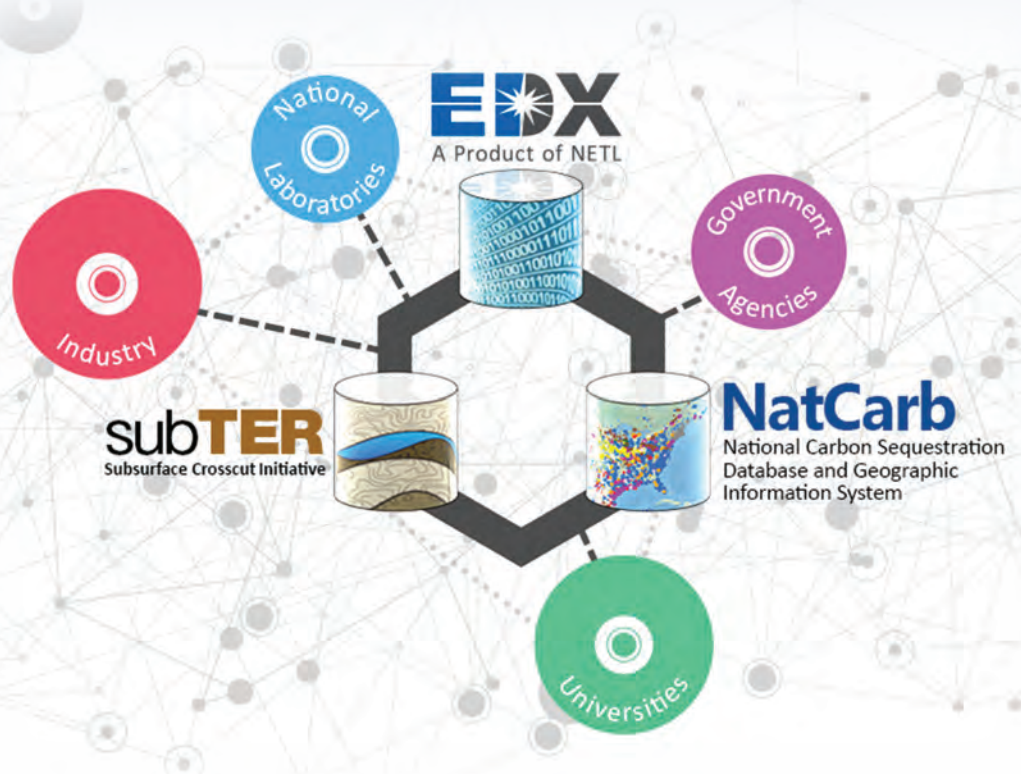 National
Laboratories
EDX
A Product of NETL
Government
Agencies
Industry
subTER
Subsurface Crosscut Initiative
NatCarb
National Carbon Sequestration
Database and Geographic
Information System
Universities